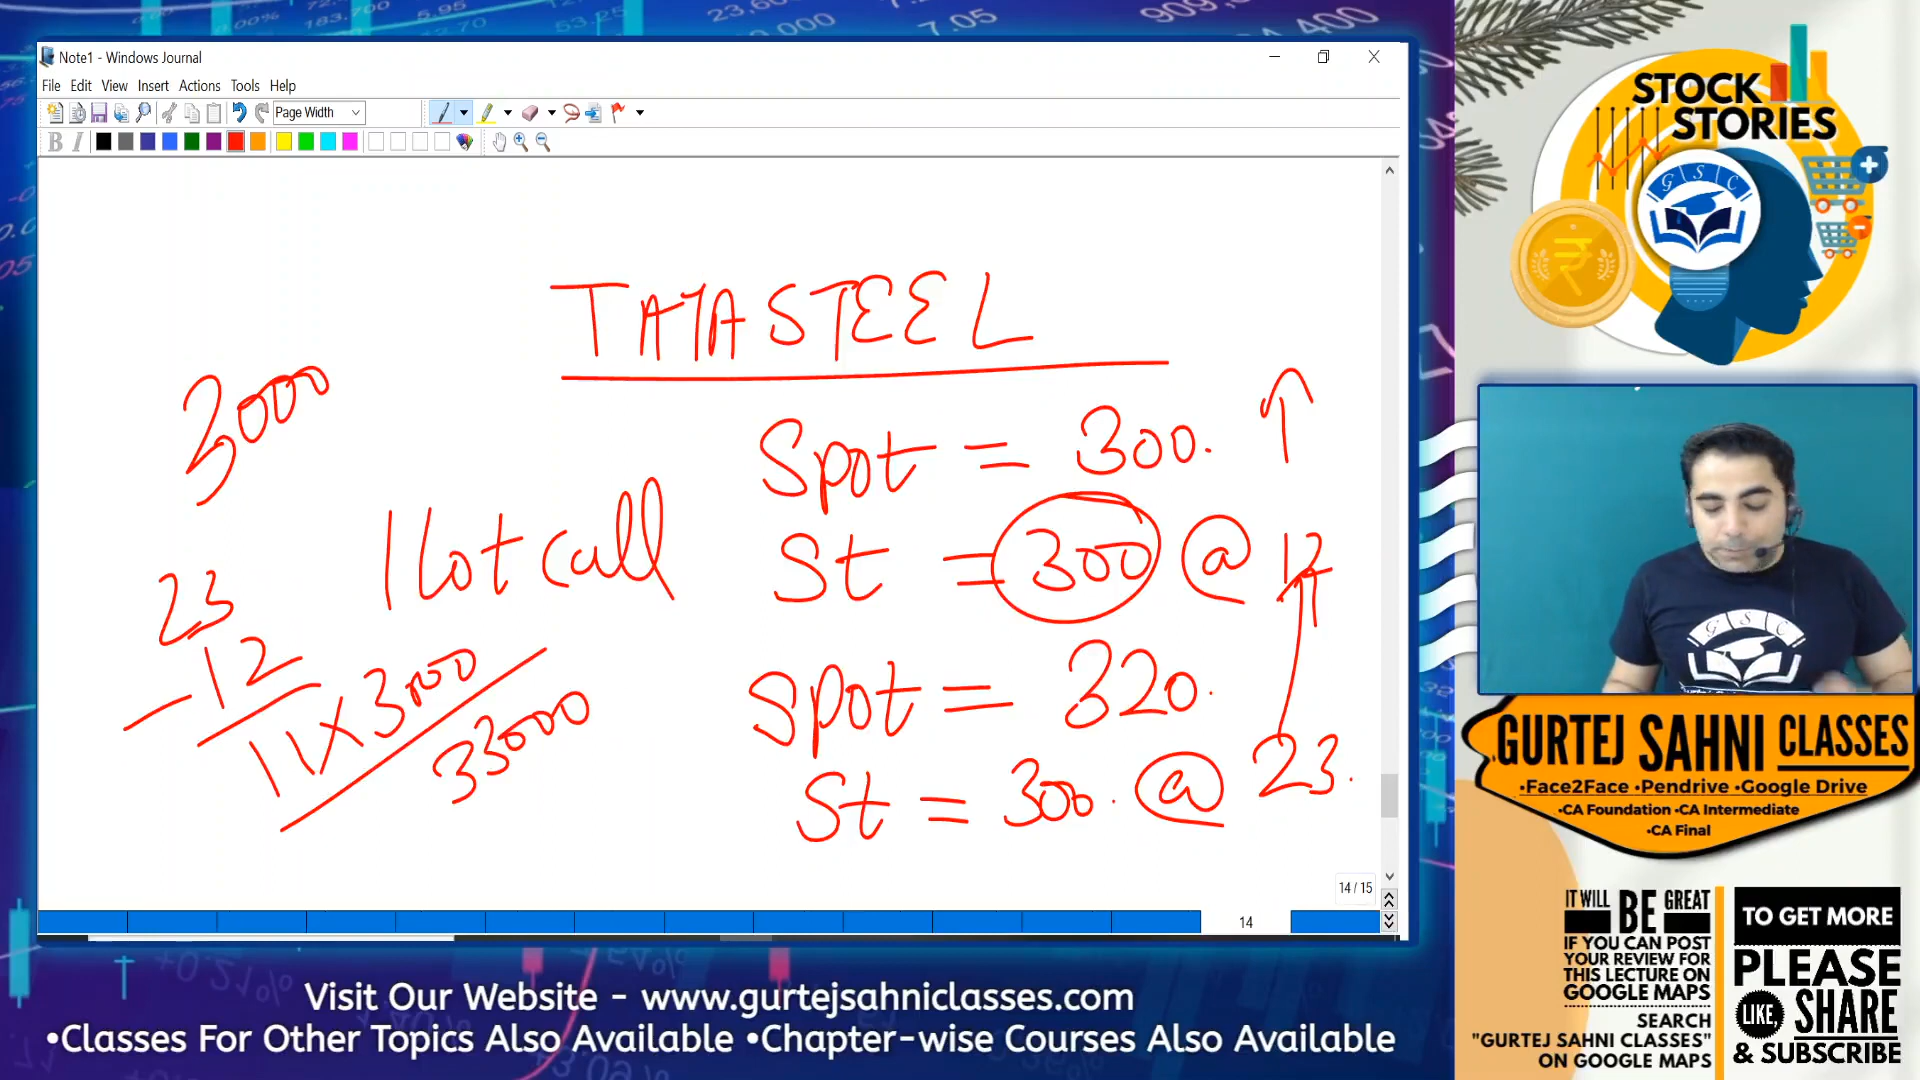 Note1 - Windows Journal
File Edit View Insert Actions Tools Help
Page Width
B I
TATA STEEL
3000
Spot = 300.
1 Lot call
St = 300 @ 12
23
- 12
11 x 3000
33000
Spot = 320.
St = 300. @ 23.
14 / 15
14
STOCK
STORIES
G S C
G S C
GURTEJ SAHNI CLASSES
•Face2Face •Pendrive •Google Drive
•CA Foundation •CA Intermediate
•CA Final
IT WILL BE GREAT
IF YOU CAN POST
YOUR REVIEW FOR
THIS LECTURE ON
GOOGLE MAPS
SEARCH
"GURTEJ SAHNI CLASSES"
ON GOOGLE MAPS
TO GET MORE
PLEASE
LIKE, SHARE
& SUBSCRIBE
Visit Our Website - www.gurtejsahniclasses.com
•Classes For Other Topics Also Available •Chapter-wise Courses Also Available